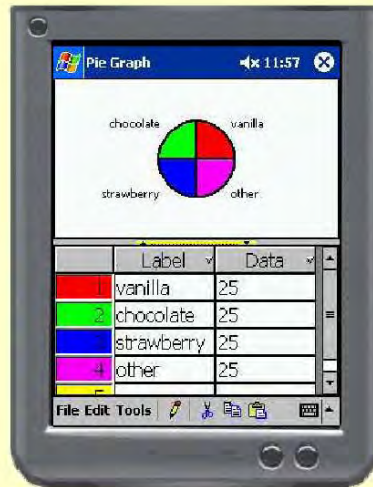 Pie Graph 11:57
chocolate vanilla
strawberry other
Label Data
1 vanilla 25
2 chocolate 25
3 strawberry 25
4 other 25
5
File Edit Tools